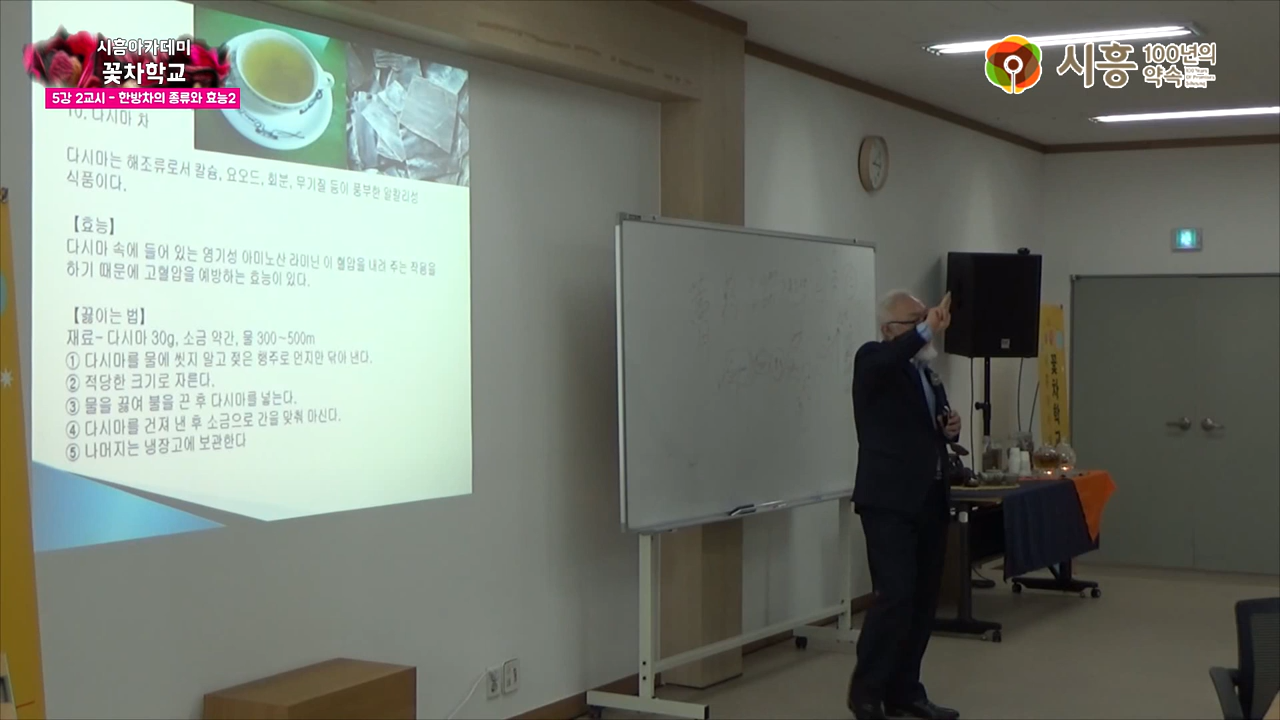 시흥아카데미
꽃차학교
5강 2교시 - 한방차의 종류와 효능2
시흥 100년의
약속
10. 다시마 차
다시마는 해조류로서 칼슘, 요오드, 회분, 무기질 등이 풍부한 알칼리성
식품이다.
【효능】
다시마 속에 들어 있는 염기성 아미노산 라미닌 이 혈압을 내려 주는 작용을
하기 때문에 고혈압을 예방하는 효능이 있다.
【끓이는 법】
재료- 다시마 30g, 소금 약간, 물 300~500m
① 다시마를 물에 씻지 말고 젖은 행주로 먼지만 닦아 낸다.
② 적당한 크기로 자른다.
③ 물을 끓여 불을 끈 후 다시마를 넣는다.
④ 다시마를 건져 낸 후 소금으로 간을 맞춰 마신다.
⑤ 나머지는 냉장고에 보관한다
꽃차학교